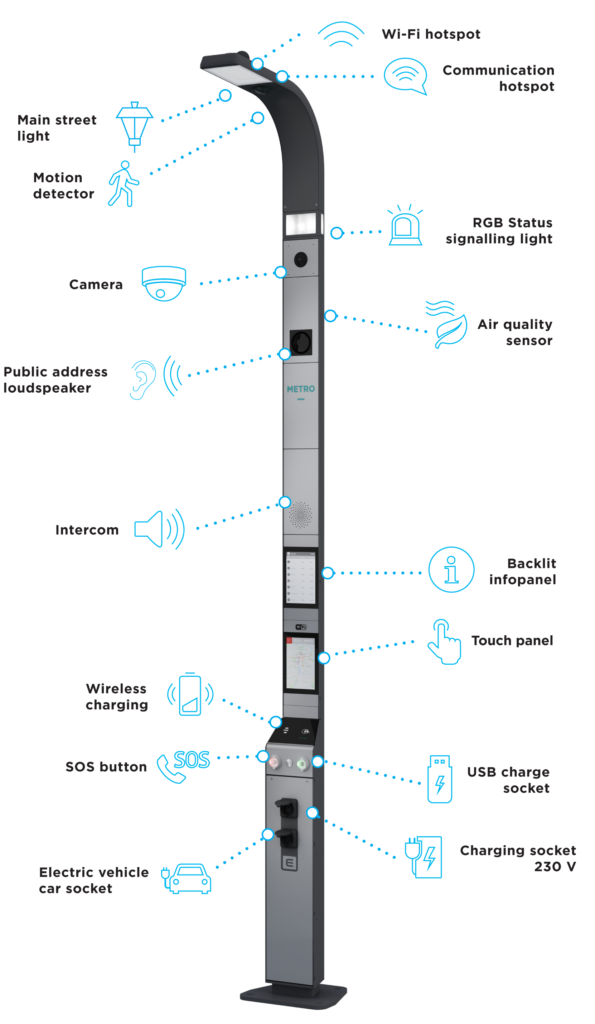 Wi-Fi hotspot
Communication
hotspot
Main street
light
Motion
detector
RGB Status
signalling light
Camera
Air quality
sensor
Public address
loudspeaker
METRO
Intercom
Backlit
infopanel
Touch panel
Wireless
charging
SOS button
SOS
USB charge
socket
Charging socket
230 V
Electric vehicle
car socket
E